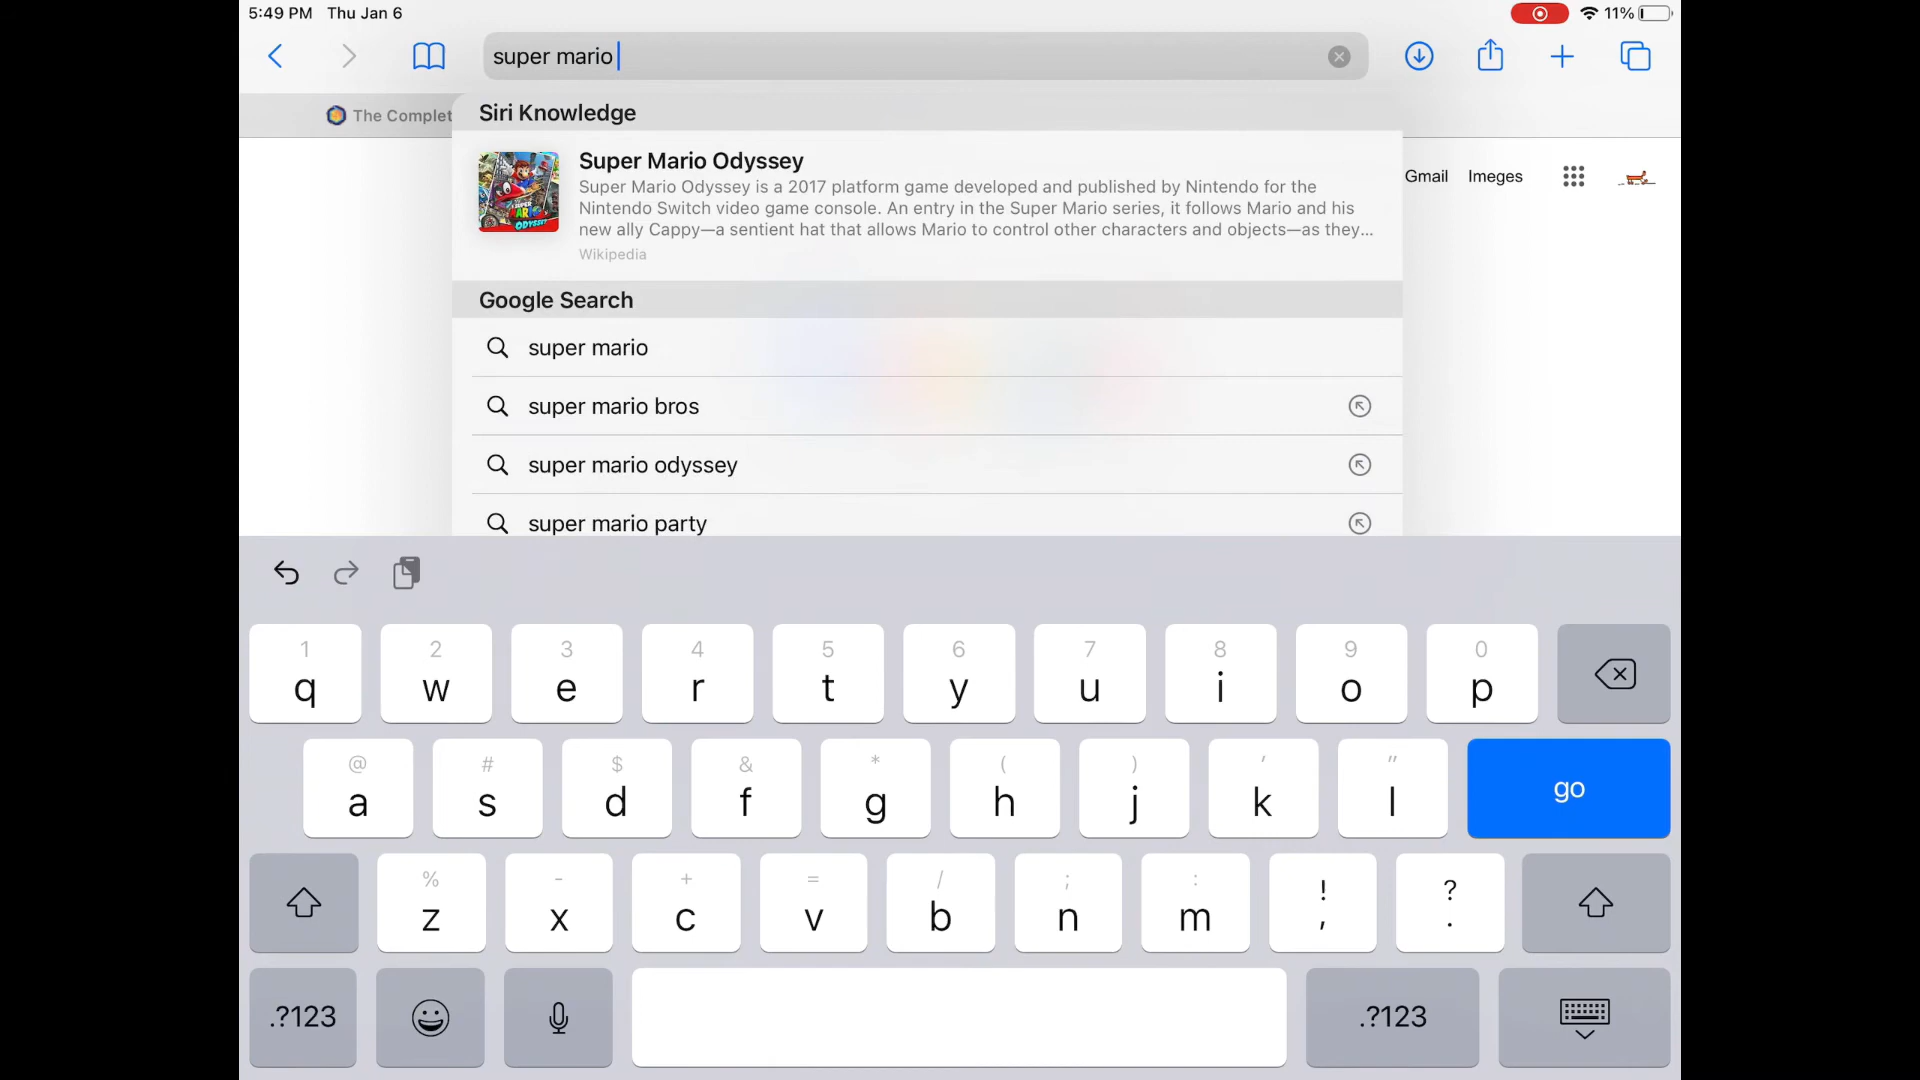 5:49 PM Thu Jan 6
11%
super mario
The Complet
Siri Knowledge
Super Mario Odyssey
Super Mario Odyssey is a 2017 platform game developed and published by Nintendo for the
Nintendo Switch video game console. An entry in the Super Mario series, it follows Mario and his
new ally Cappy—a sentient hat that allows Mario to control other characters and objects—as they...
Wikipedia
SUPER
MARIO
ODYSSEY
Gmail Imeges
Google Search
super mario
super mario bros
super mario odyssey
super mario party
1 2 3 4 5 6 7 8 9 0
q w e r t y u i o p
@ # $ & * ( ) ' "
a s d f g h j k l go
% - + = / ; : ! ?
z x c v b n m , .
.?123 .?123